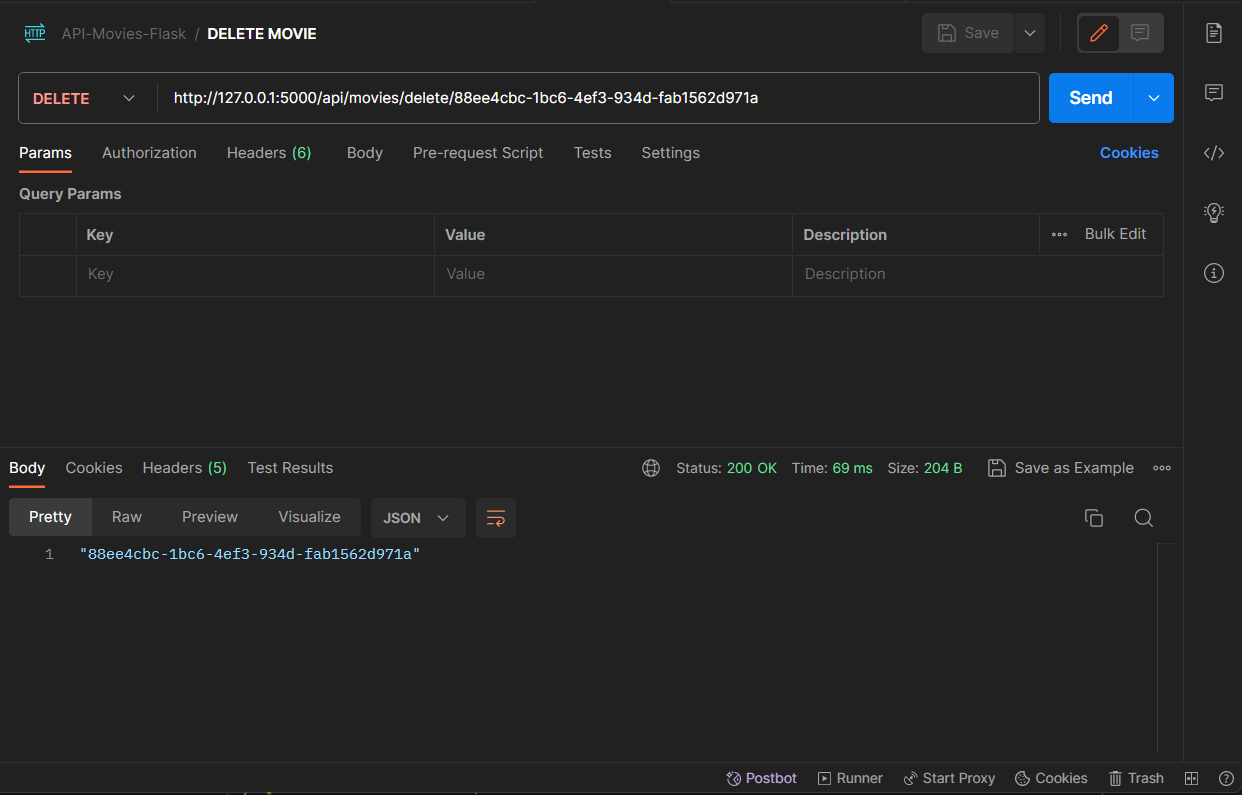 HTTP API-Movies-Flask / DELETE MOVIE Save
DELETE http://127.0.0.1:5000/api/movies/delete/88ee4cbc-1bc6-4ef3-934d-fab1562d971a Send
Params Authorization Headers (6) Body Pre-request Script Tests Settings Cookies
Query Params
Key Value Description Bulk Edit
Key Value Description
Body Cookies Headers (5) Test Results Status: 200 OK Time: 69 ms Size: 204 B Save as Example
Pretty Raw Preview Visualize JSON
1 "88ee4cbc-1bc6-4ef3-934d-fab1562d971a"
Postbot Runner Start Proxy Cookies Trash